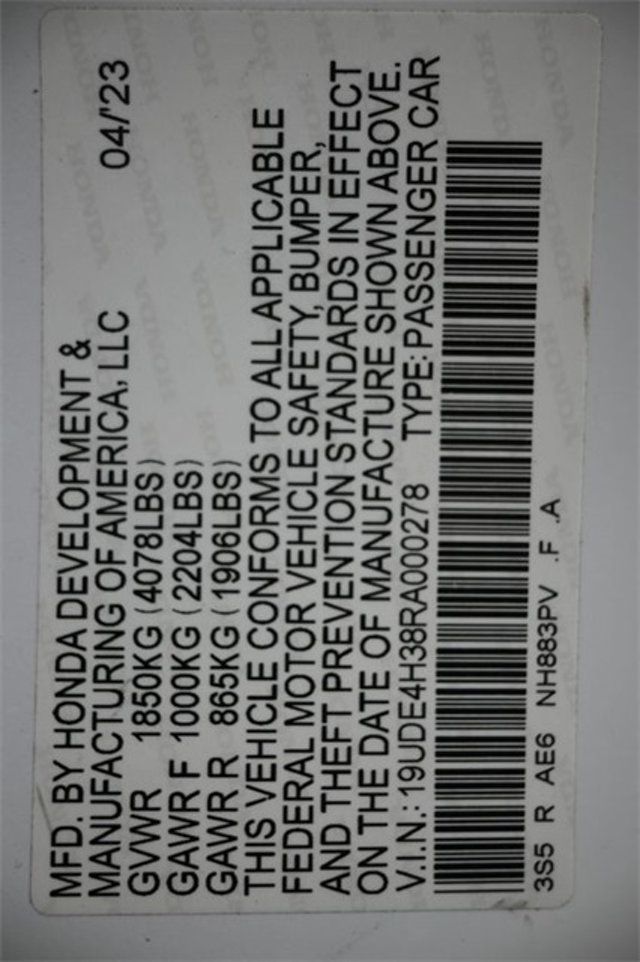 MFD. BY HONDA DEVELOPMENT &
MANUFACTURING OF AMERICA, LLC 04/'23
GVWR 1850KG (4078LBS)
GAWR F 1000KG (2204LBS)
GAWR R 865KG (1906LBS)
THIS VEHICLE CONFORMS TO ALL APPLICABLE
FEDERAL MOTOR VEHICLE SAFETY, BUMPER,
AND THEFT PREVENTION STANDARDS IN EFFECT
ON THE DATE OF MANUFACTURE SHOWN ABOVE.
V.I.N.: 19UDE4H38RA000278 TYPE: PASSENGER CAR
3S5 R AE6 NH883PV .F .A